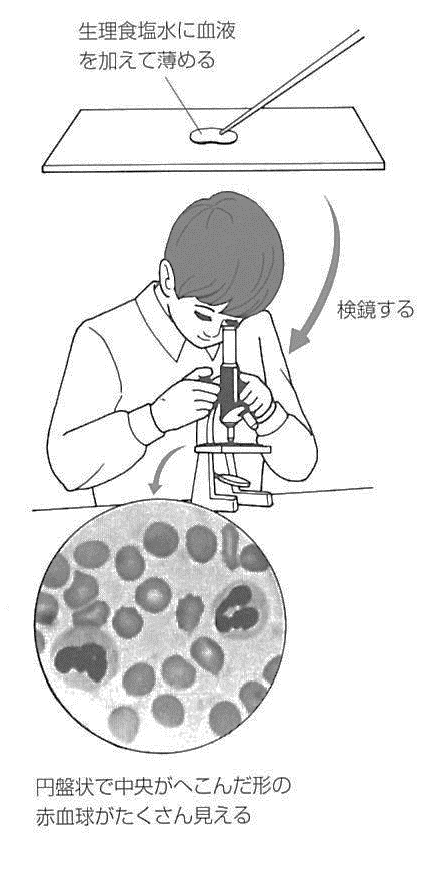 生理食塩水に血液
を加えて薄める
検鏡する
円盤状で中央がへこんだ形の
赤血球がたくさん見える